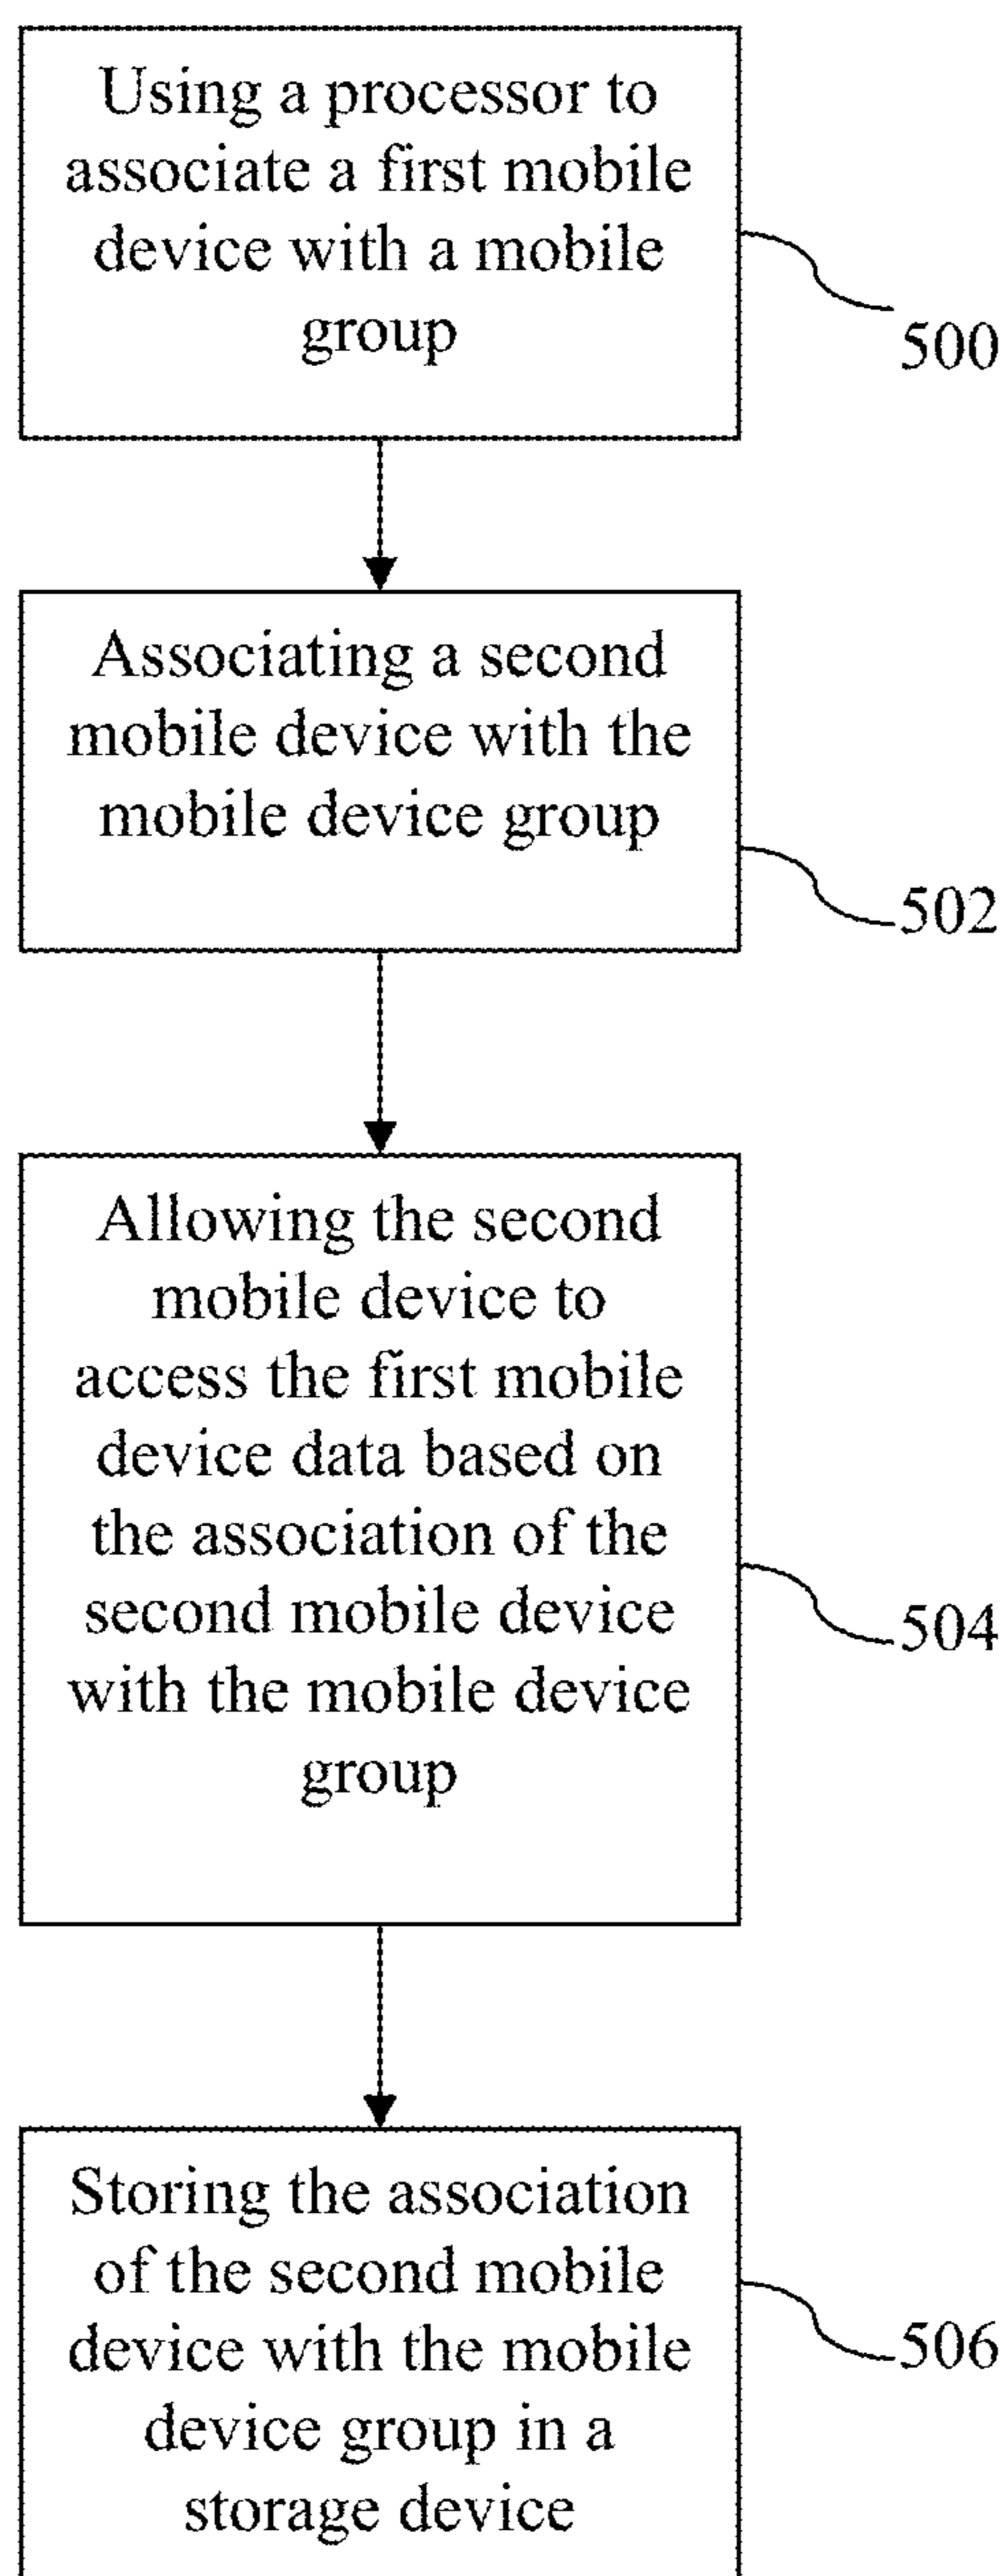 Using a processor to
associate a first mobile
device with a mobile
group
500
Associating a second
mobile device with the
mobile device group
502
Allowing the second
mobile device to
access the first mobile
device data based on
the association of the
second mobile device
with the mobile device
group
504
Storing the association
of the second mobile
device with the mobile
device group in a
storage device
506